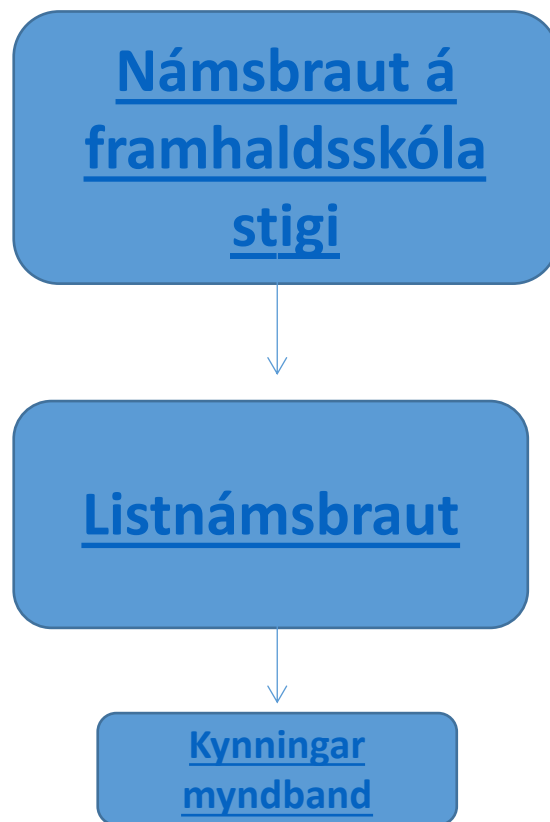 Námsbraut á
framhaldsskóla
stigi
Listnámsbraut
Kynningar
myndband